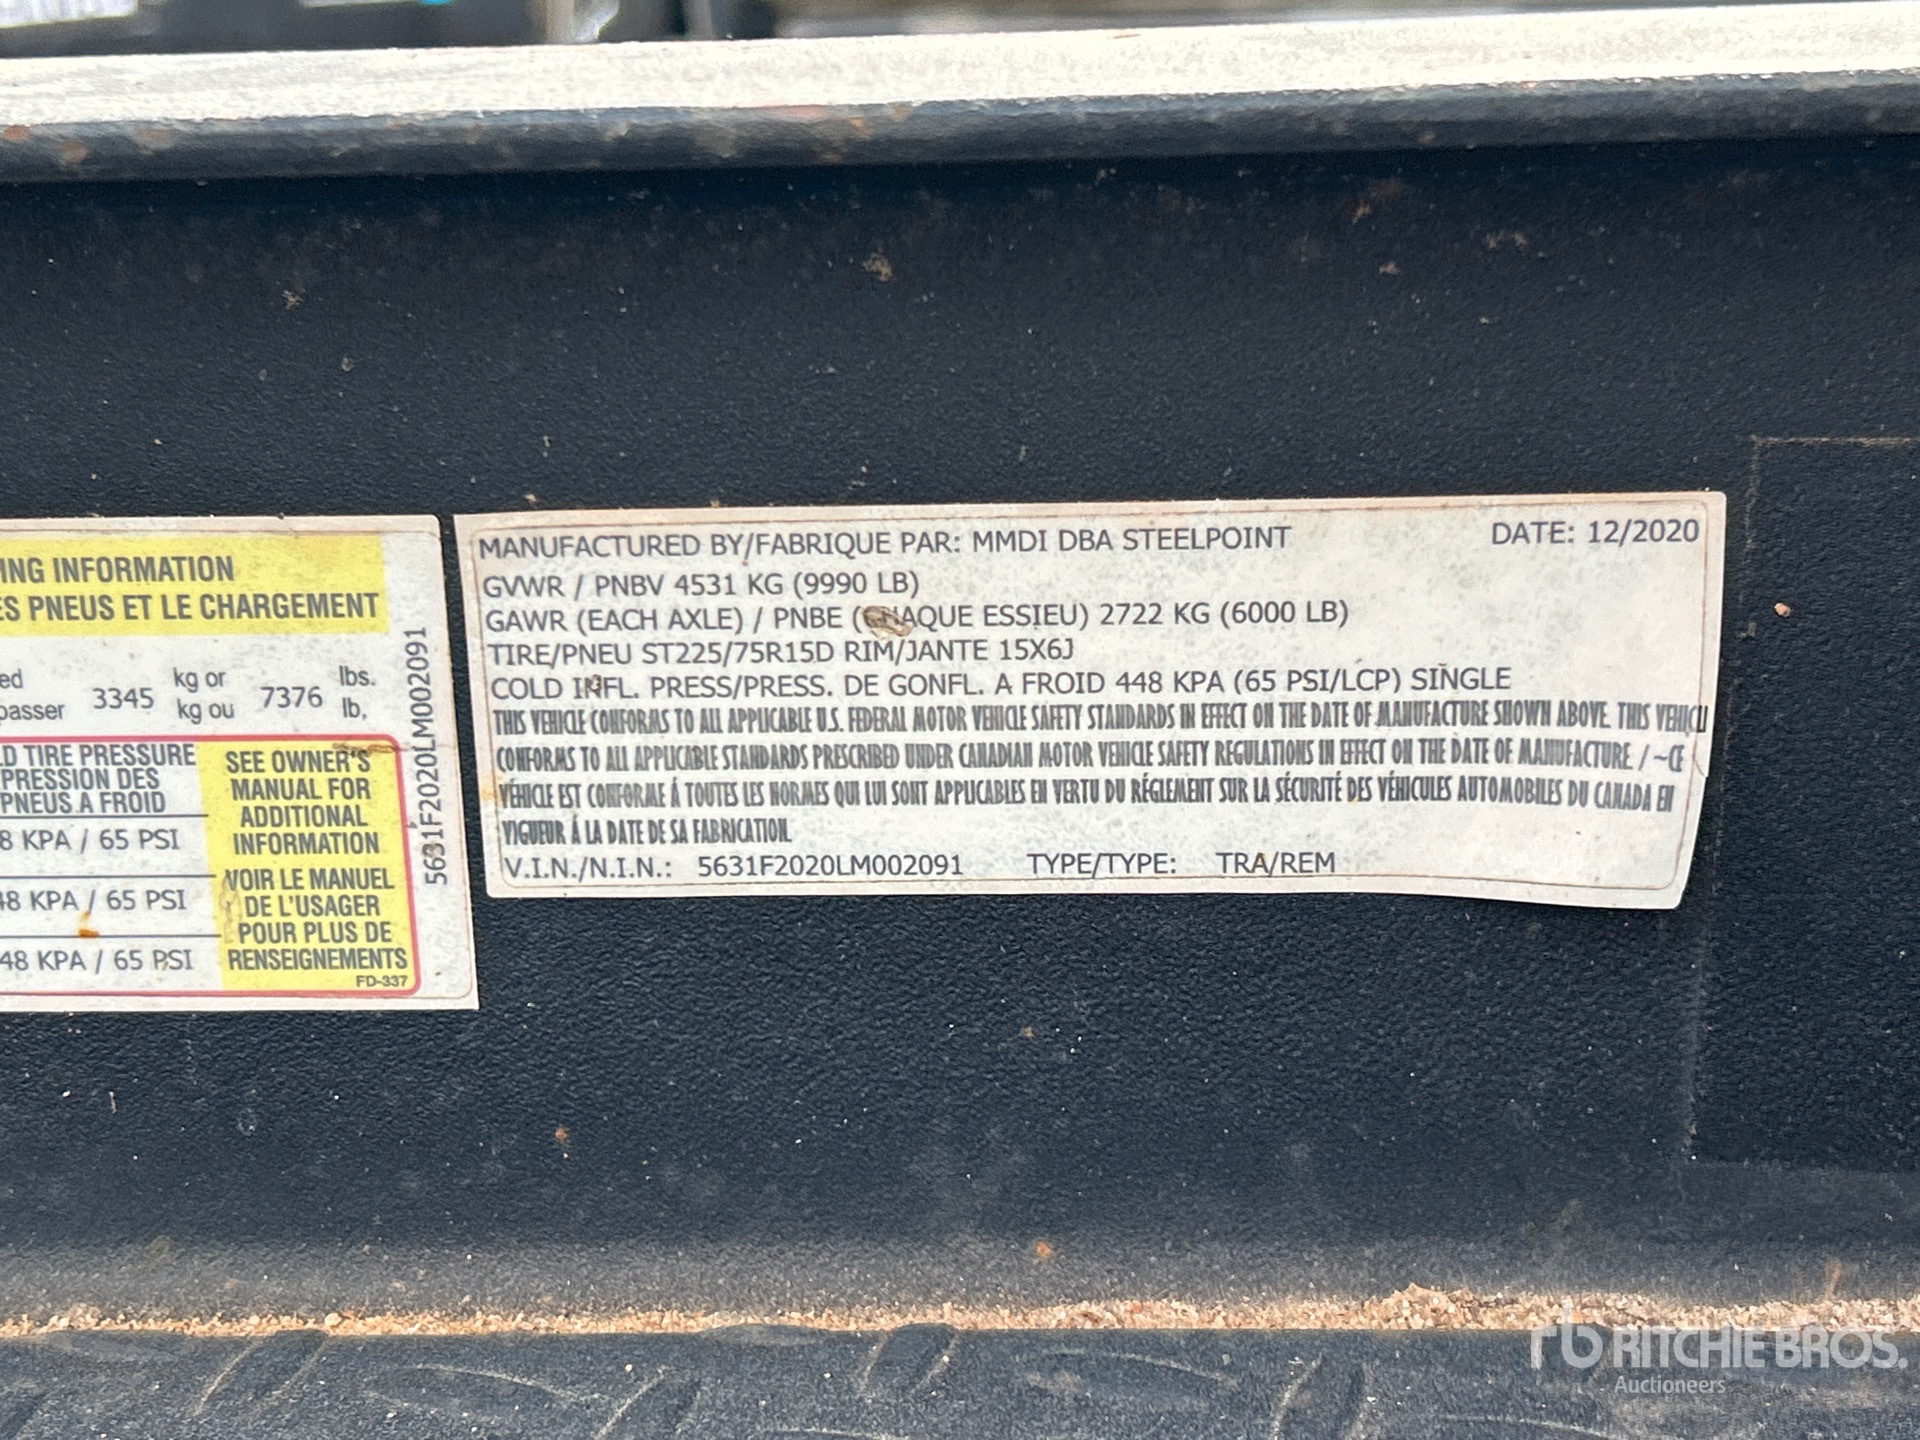 ING INFORMATION
ES PNEUS ET LE CHARGEMENT
ed
passer
3345
kg or
kg ou
7376
lbs.
lb,
D TIRE PRESSURE
PRESSION DES
PNEUS A FROID
8 KPA / 65 PSI
48 KPA / 65 PSI
48 KPA / 65 PSI
SEE OWNER'S
MANUAL FOR
ADDITIONAL
INFORMATION
VOIR LE MANUEL
DE L'USAGER
POUR PLUS DE
RENSEIGNEMENTS
FD-337
5631F2020LM002091
MANUFACTURED BY/FABRIQUE PAR: MMDI DBA STEELPOINT DATE: 12/2020
GVWR / PNBV 4531 KG (9990 LB)
GAWR (EACH AXLE) / PNBE (CHAQUE ESSIEU) 2722 KG (6000 LB)
TIRE/PNEU ST225/75R15D RIM/JANTE 15X6J
COLD INFL. PRESS/PRESS. DE GONFL. A FROID 448 KPA (65 PSI/LCP) SINGLE
THIS VEHICLE CONFORMS TO ALL APPLICABLE U.S. FEDERAL MOTOR VEHICLE SAFETY STANDARDS IN EFFECT ON THE DATE OF MANUFACTURE SHOWN ABOVE. THIS VEHICLI
CONFORMS TO ALL APPLICABLE STANDARDS PRESCRIBED UNDER CANADIAN MOTOR VEHICLE SAFETY REGULATIONS IN EFFECT ON THE DATE OF MANUFACTURE / ~CE
VÉHICLE EST CONFORME À TOUTES LES NORMES QUI LUI SONT APPLICABLES EN VERTU DU RÈGLEMENT SUR LA SÉCURITÉ DES VÉHICULES AUTOMOBILES DU CANADA EN
VIGUEUR À LA DATE DE SA FABRICATION.
V.I.N./N.I.N.: 5631F2020LM002091 TYPE/TYPE: TRA/REM
rb RITCHIE BROS.
Auctioneers